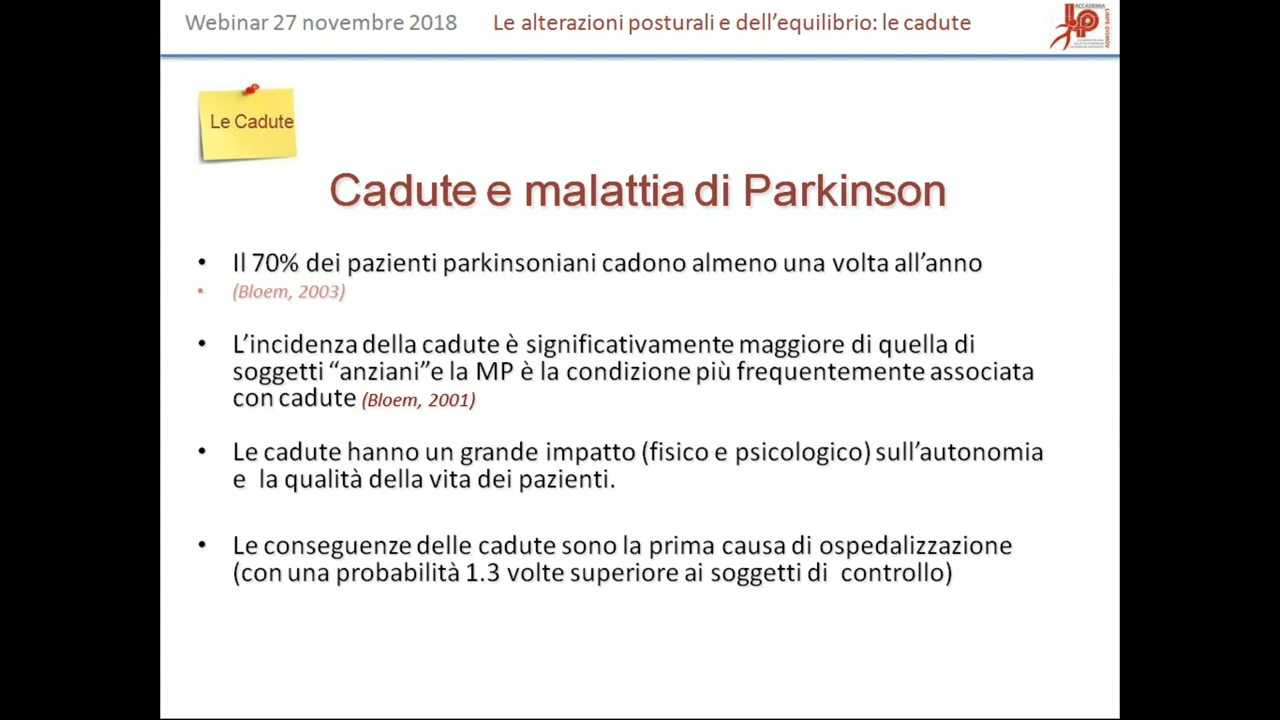 Webinar 27 novembre 2018 Le alterazioni posturali e dell’equilibrio: le cadute
ACCADEMIA
LIMPE-DISMOV
Le Cadute
Cadute e malattia di Parkinson
• Il 70% dei pazienti parkinsoniani cadono almeno una volta all’anno
• (Bloem, 2003)
• L’incidenza della cadute è significativamente maggiore di quella di
soggetti “anziani”e la MP è la condizione più frequentemente associata
con cadute (Bloem, 2001)
• Le cadute hanno un grande impatto (fisico e psicologico) sull’autonomia
e la qualità della vita dei pazienti.
• Le conseguenze delle cadute sono la prima causa di ospedalizzazione
(con una probabilità 1.3 volte superiore ai soggetti di controllo)